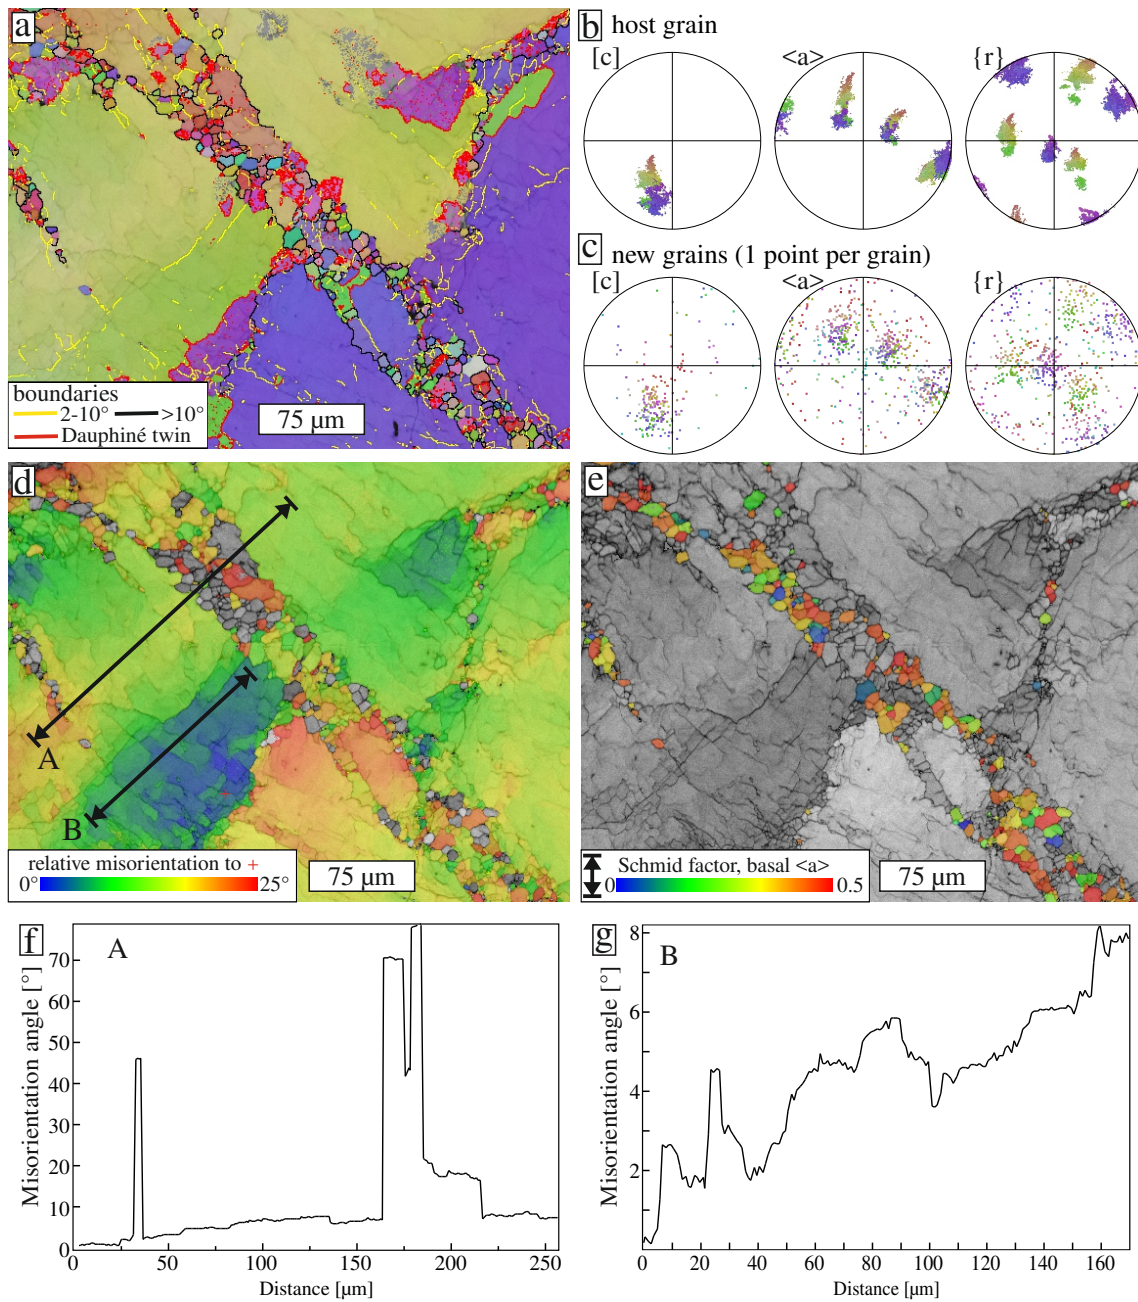 a
boundaries
2-10° >10°
Dauphiné twin
75 µm
b host grain
[c] <a> {r}
c new grains (1 point per grain)
[c] <a> {r}
d
A
B
relative misorientation to +
0° 25°
75 µm
e
Schmid factor, basal <a>
0 0.5
75 µm
f A
Misorientation angle [°]
70
60
50
40
30
20
10
0
0 50 100 150 200 250
Distance [µm]
g B
Misorientation angle [°]
8
6
4
2
0 20 40 60 80 100 120 140 160
Distance [µm]